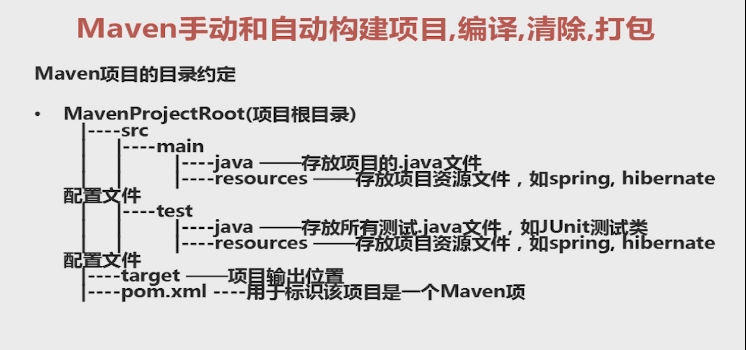 Maven手动和自动构建项目,编译,清除,打包
Maven项目的目录约定
• MavenProjectRoot(项目根目录)
|----src
| |----main
| | |----java ——存放项目的.java文件
| | |----resources ——存放项目资源文件，如spring, hibernate
配置文件
| |----test
| | |----java ——存放所有测试.java文件，如JUnit测试类
| | |----resources ——存放项目资源文件，如spring, hibernate
配置文件
|----target ——项目输出位置
|----pom.xml ----用于标识该项目是一个Maven项